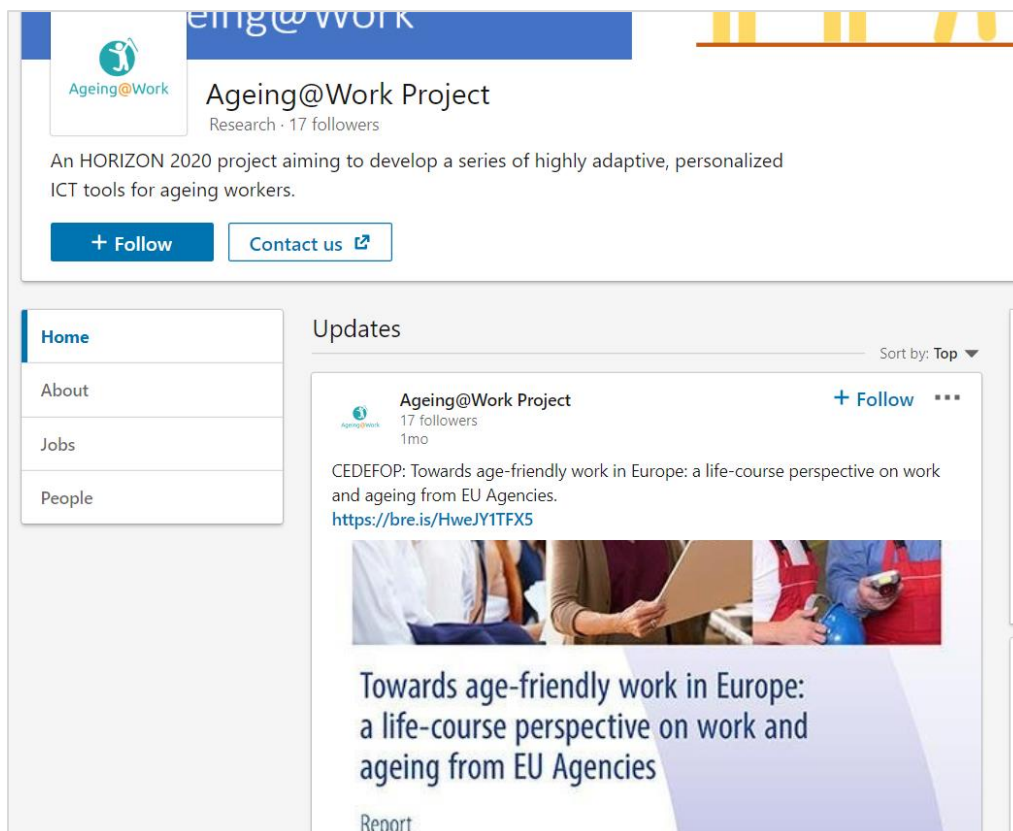 eing@Work
Ageing@Work
Ageing@Work Project
Research · 17 followers
An HORIZON 2020 project aiming to develop a series of highly adaptive, personalized
ICT tools for ageing workers.
+ Follow
Contact us
Home
About
Jobs
People
Updates
Sort by: Top
Ageing@Work Project
+ Follow
Ageing@Work
17 followers
1mo
CEDEFOP: Towards age-friendly work in Europe: a life-course perspective on work
and ageing from EU Agencies.
https://bre.is/HweJY1TFX5
Towards age-friendly work in Europe:
a life-course perspective on work and
ageing from EU Agencies
Report